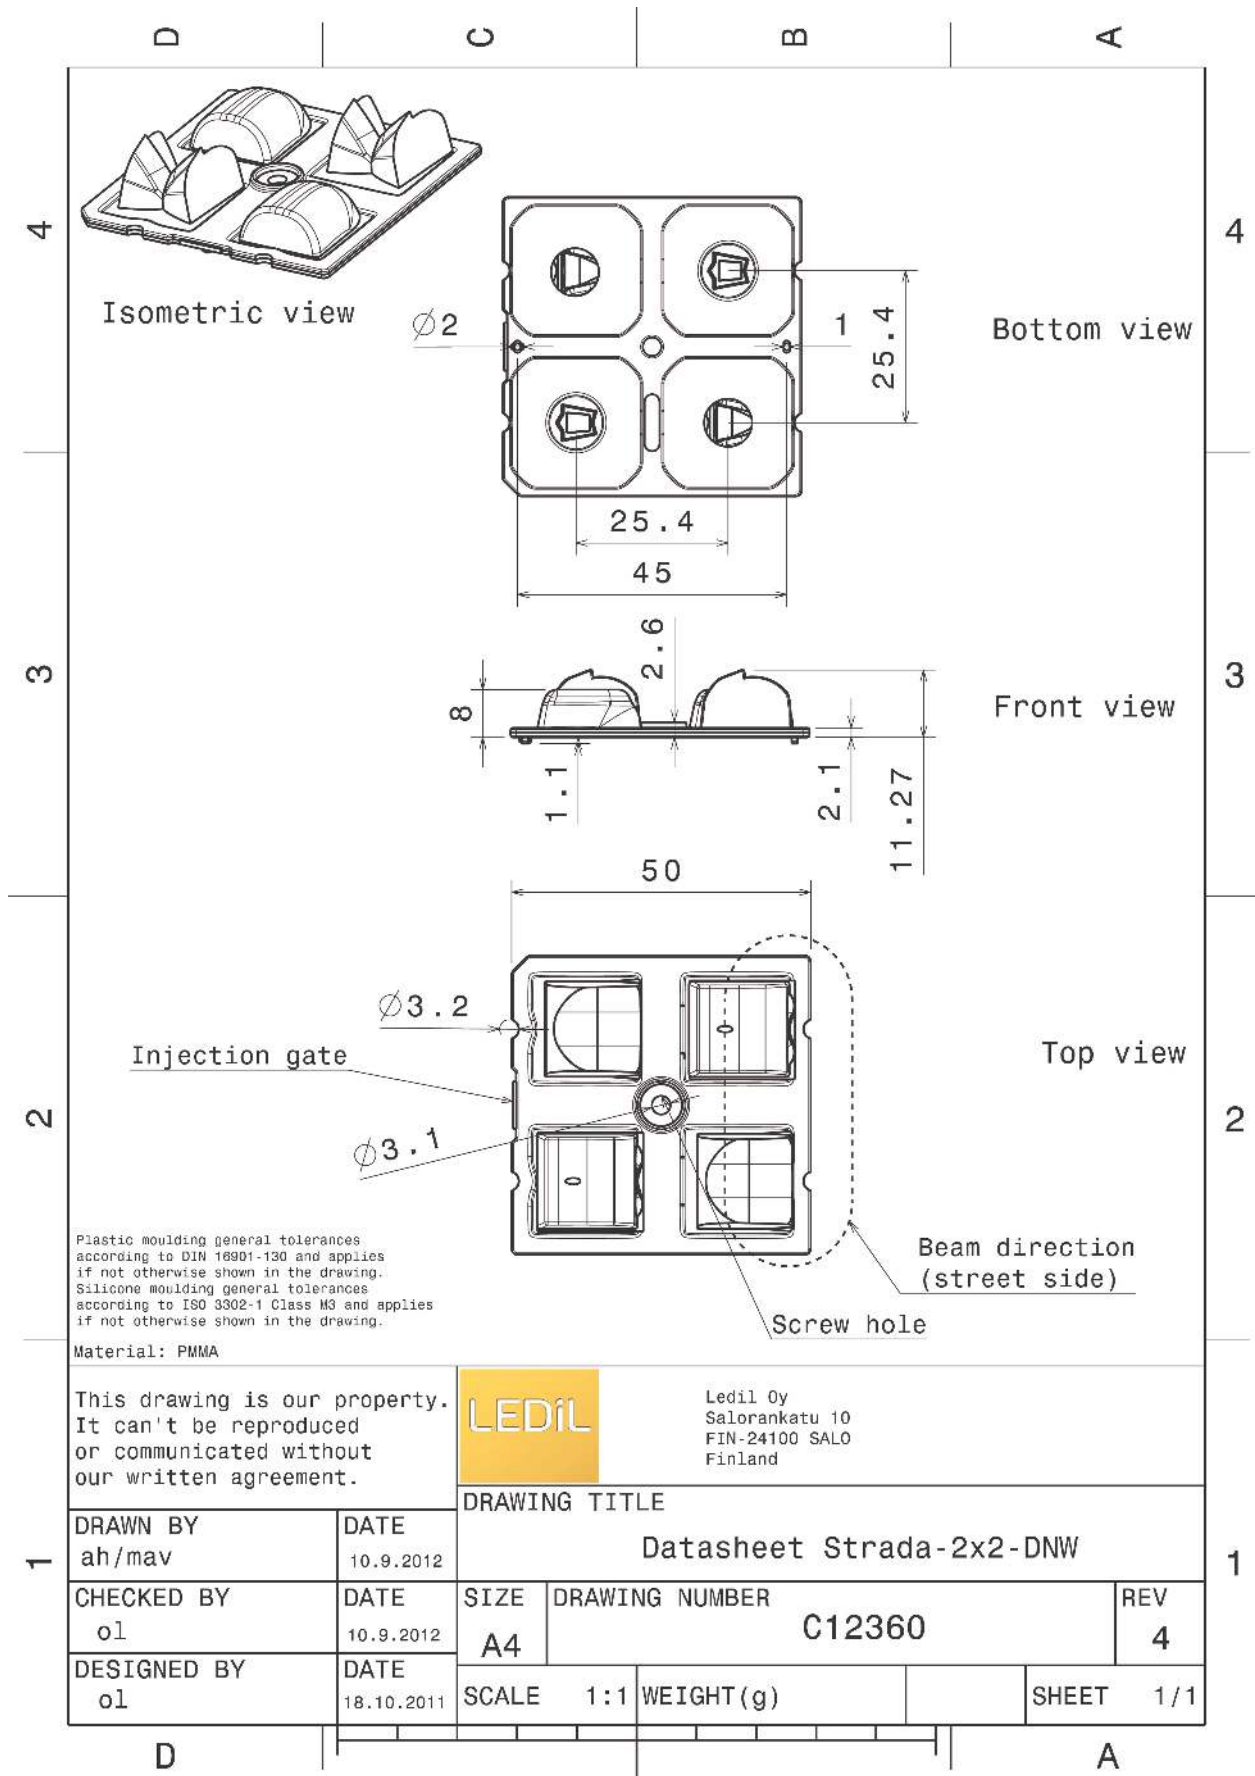 D C B A
4 4
Isometric view
Ø2
1
25.4
Bottom view
25.4
45
3 3
2.6
8
Front view
1.1
2.1
11.27
50
Ø3.2
Injection gate
Top view
2 2
Ø3.1
Plastic moulding general tolerances
according to DIN 16901-130 and applies
if not otherwise shown in the drawing.
Silicone moulding general tolerances
according to ISO 3302-1 Class M3 and applies
if not otherwise shown in the drawing.
Beam direction
(street side)
Screw hole
Material: PMMA
This drawing is our property.
It can't be reproduced
or communicated without
our written agreement.
LEDiL
Ledil Oy
Salorankatu 10
FIN-24100 SALO
Finland
DRAWING TITLE
Datasheet Strada-2x2-DNW
DRAWN BY
ah/mav
DATE
10.9.2012
1 1
CHECKED BY
ol
DATE
10.9.2012
SIZE
A4
DRAWING NUMBER
C12360
REV
4
DESIGNED BY
ol
DATE
18.10.2011
SCALE 1:1
WEIGHT(g)
SHEET 1/1
D A